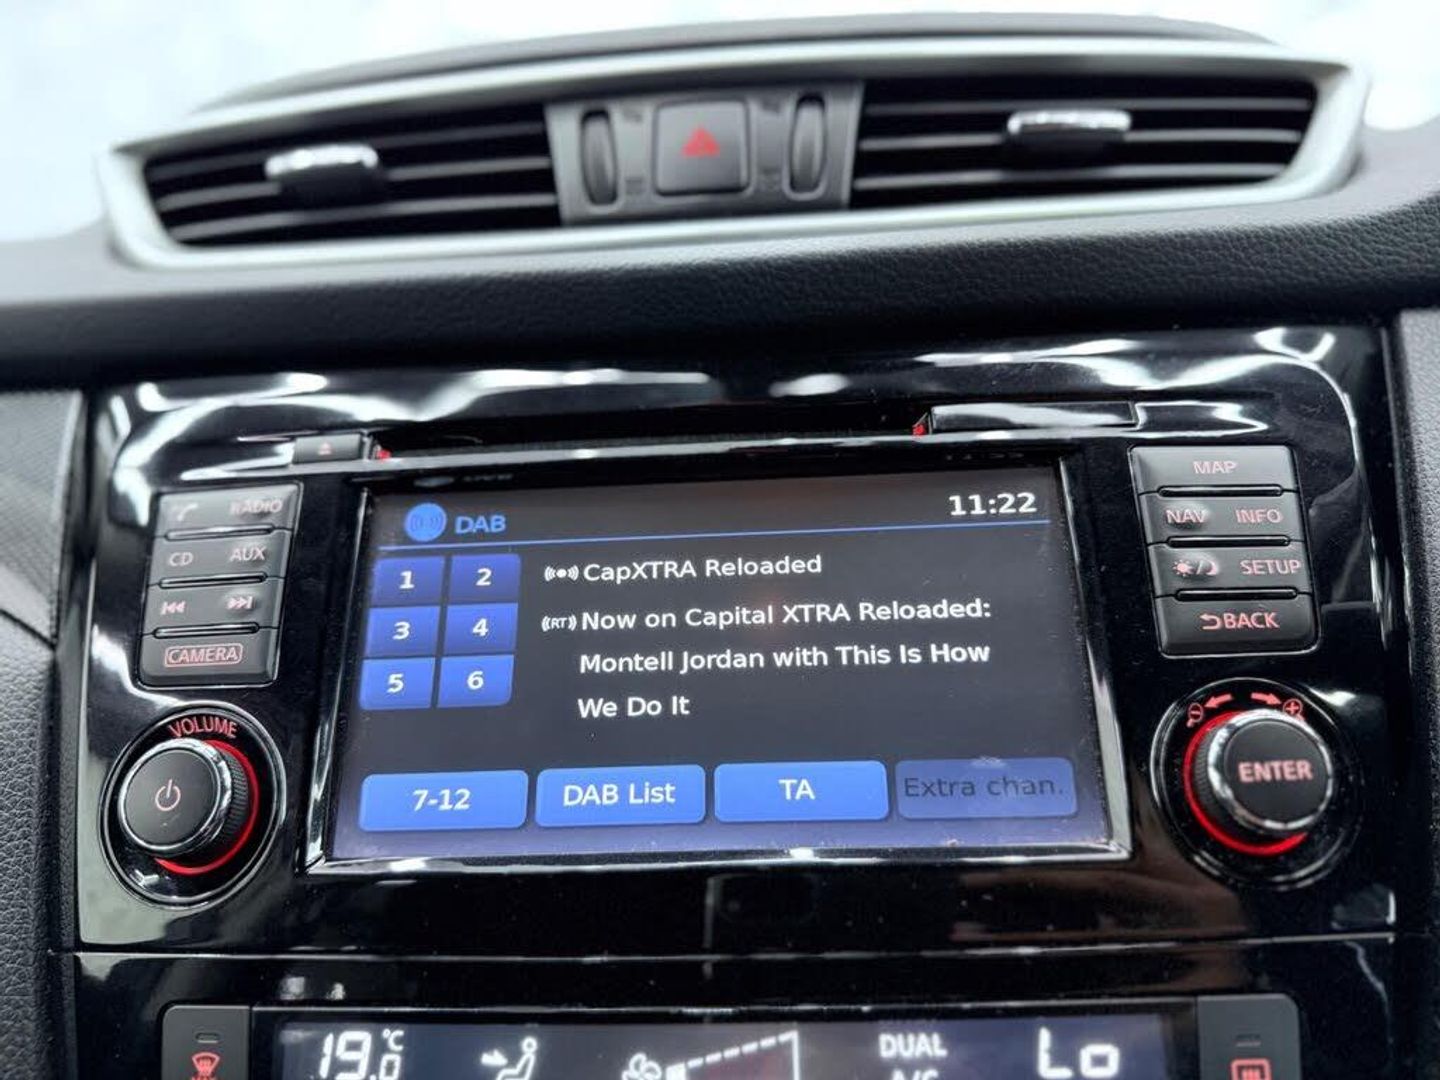 RADIO
CD AUX
CAMERA
VOLUME
DAB
11:22
1 2
3 4
5 6
CapXTRA Reloaded
((RT)) Now on Capital XTRA Reloaded:
Montell Jordan with This Is How
We Do It
7-12
DAB List
TA
Extra chan.
MAP
NAV INFO
SETUP
BACK
ENTER
19.0 °C
DUAL
A/C
Lo